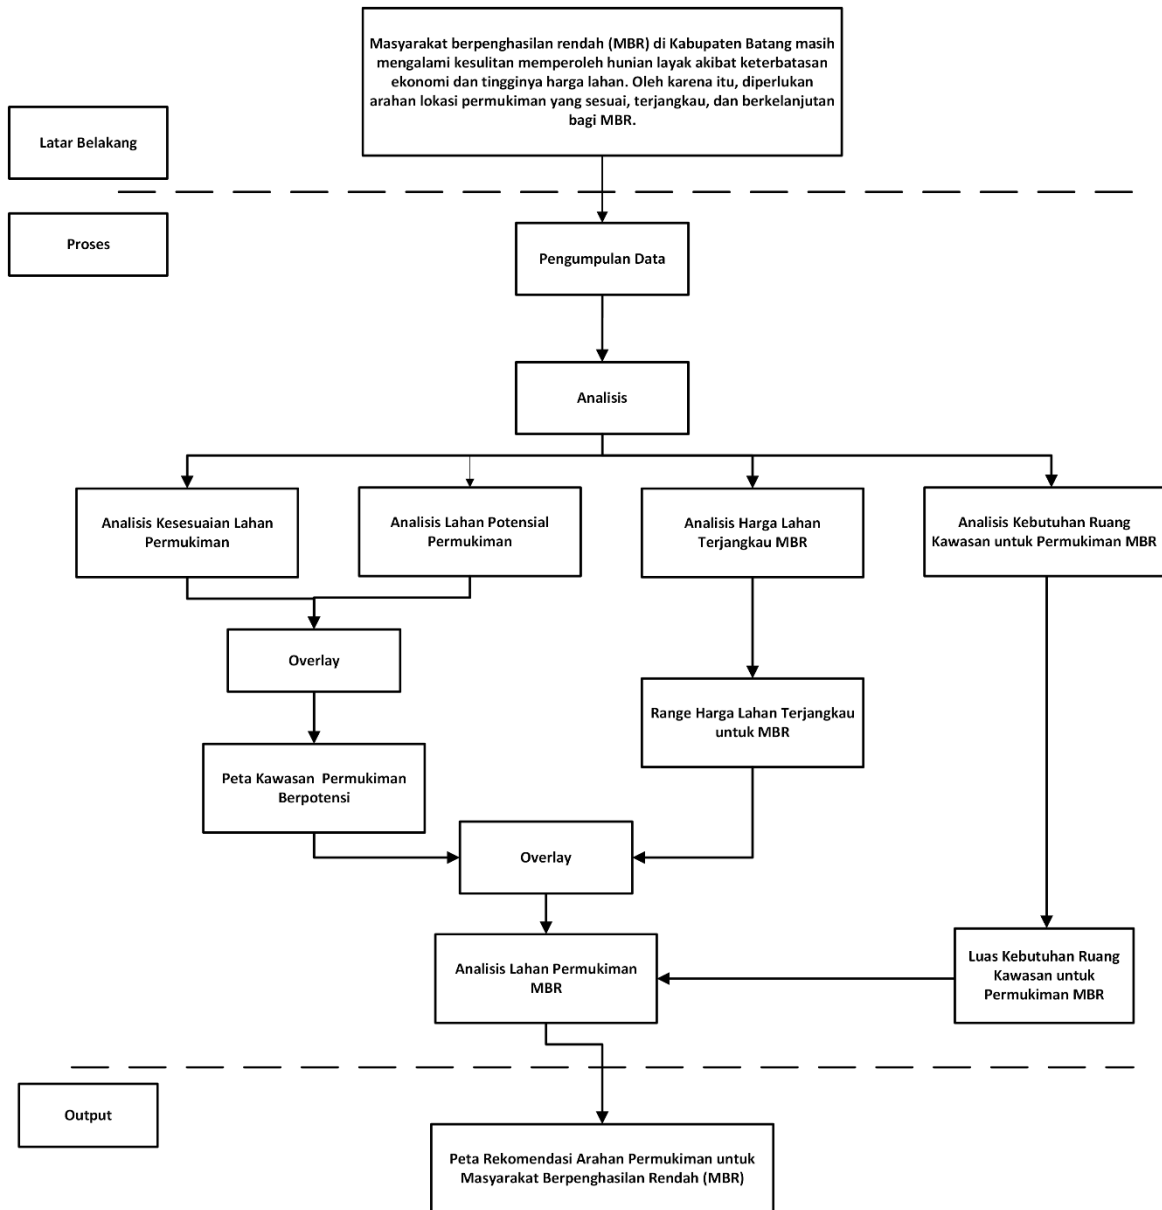 Masyarakat berpenghasilan rendah (MBR) di Kabupaten Batang masih
mengalami kesulitan memperoleh hunian layak akibat keterbatasan
ekonomi dan tingginya harga lahan. Oleh karena itu, diperlukan
arahan lokasi permukiman yang sesuai, terjangkau, dan berkelanjutan
bagi MBR.
Latar Belakang
Proses
Pengumpulan Data
Analisis
Analisis Kesesuaian Lahan
Permukiman
Analisis Lahan Potensial
Permukiman
Analisis Harga Lahan
Terjangkau MBR
Analisis Kebutuhan Ruang
Kawasan untuk Permukiman MBR
Overlay
Range Harga Lahan Terjangkau
untuk MBR
Peta Kawasan Permukiman
Berpotensi
Overlay
Analisis Lahan Permukiman
MBR
Luas Kebutuhan Ruang
Kawasan untuk
Permukiman MBR
Output
Peta Rekomendasi Arahan Permukiman untuk
Masyarakat Berpenghasilan Rendah (MBR)